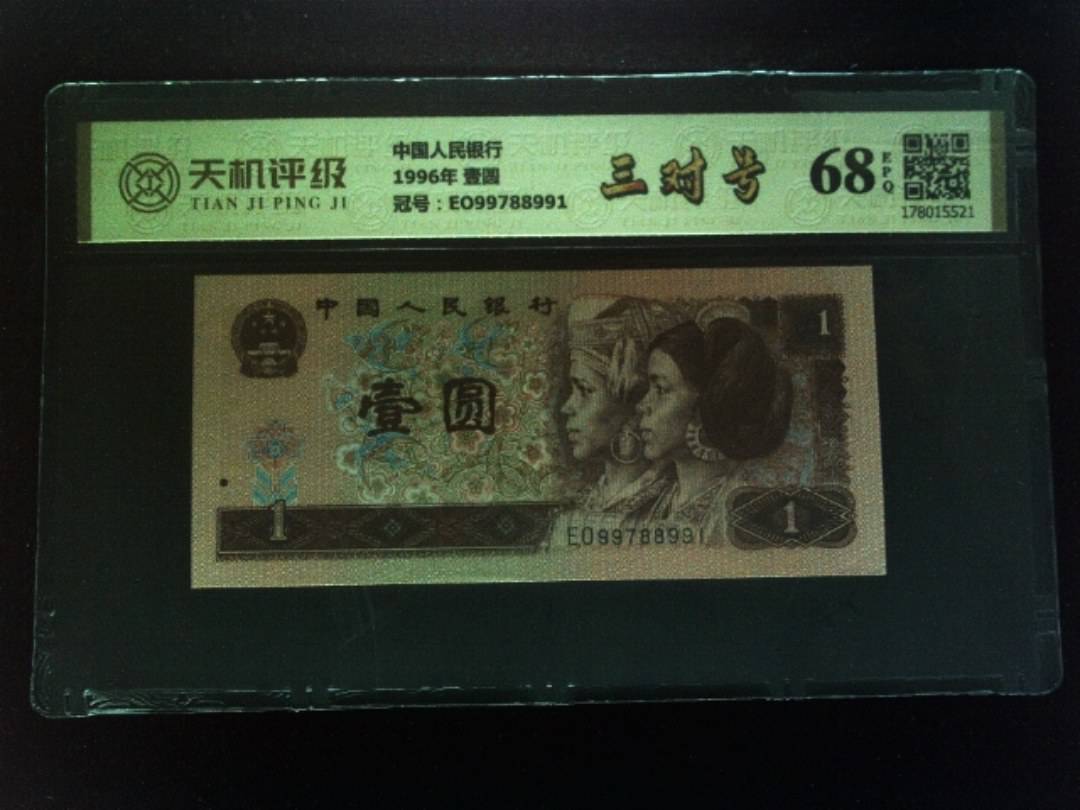 天机评级
TIAN JI PING JI
中国人民银行
1996年 壹圆
冠号：EO99788991
三对号
68
EPQ
178015521
中国人民银行
壹圆
1
1
1
EO99788991